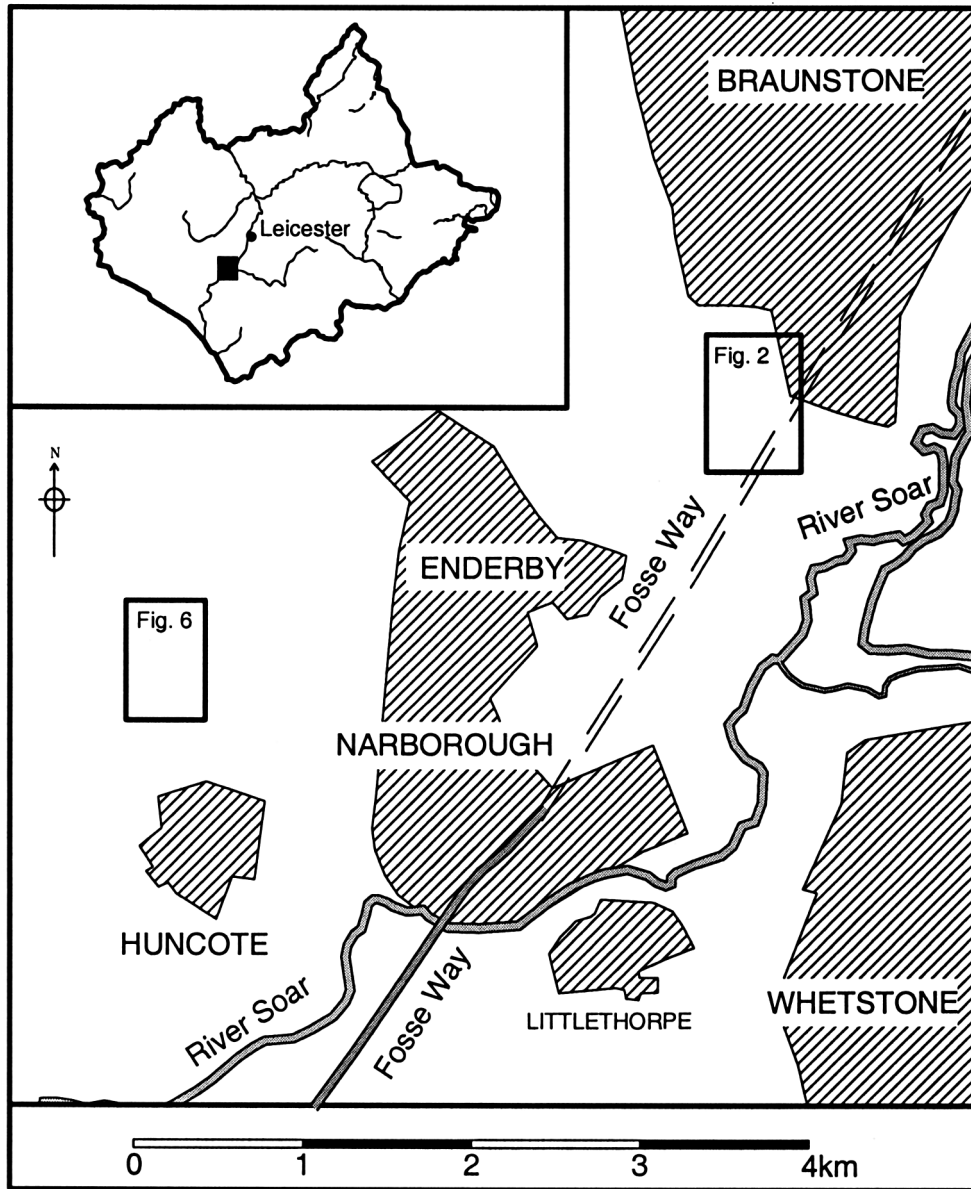 BRAUNSTONE
Leicester
Fig. 2
N
River Soar
ENDERBY
Fosse Way
Fig. 6
NARBOROUGH
HUNCOTE
River Soar
Fosse Way
LITTLETHORPE
WHETSTONE
0 1 2 3 4km